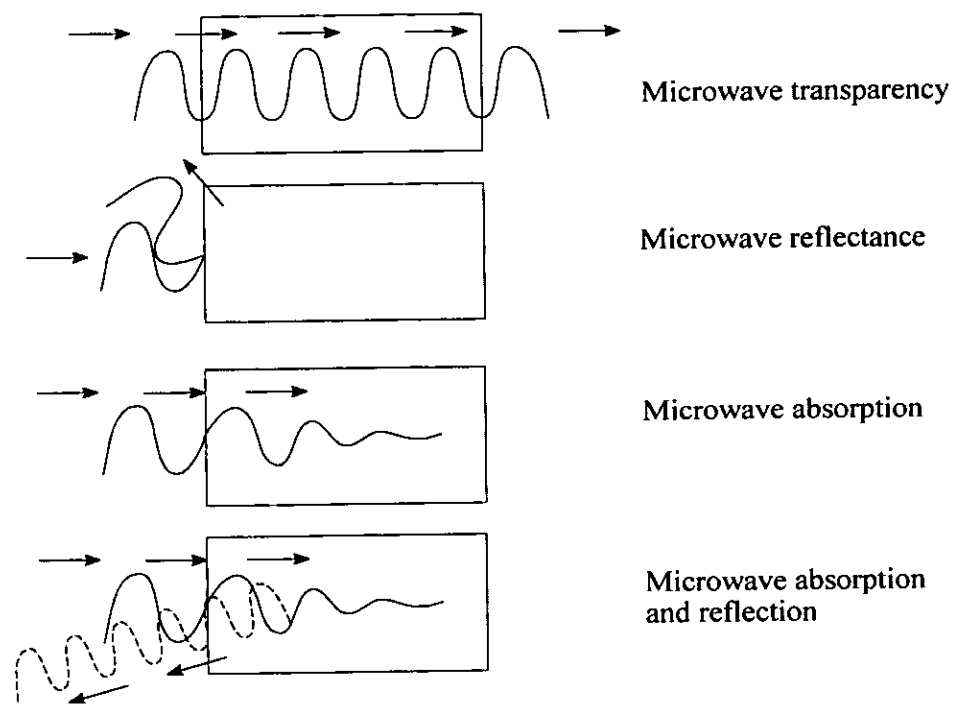 Microwave transparency
Microwave reflectance
Microwave absorption
Microwave absorption
and reflection